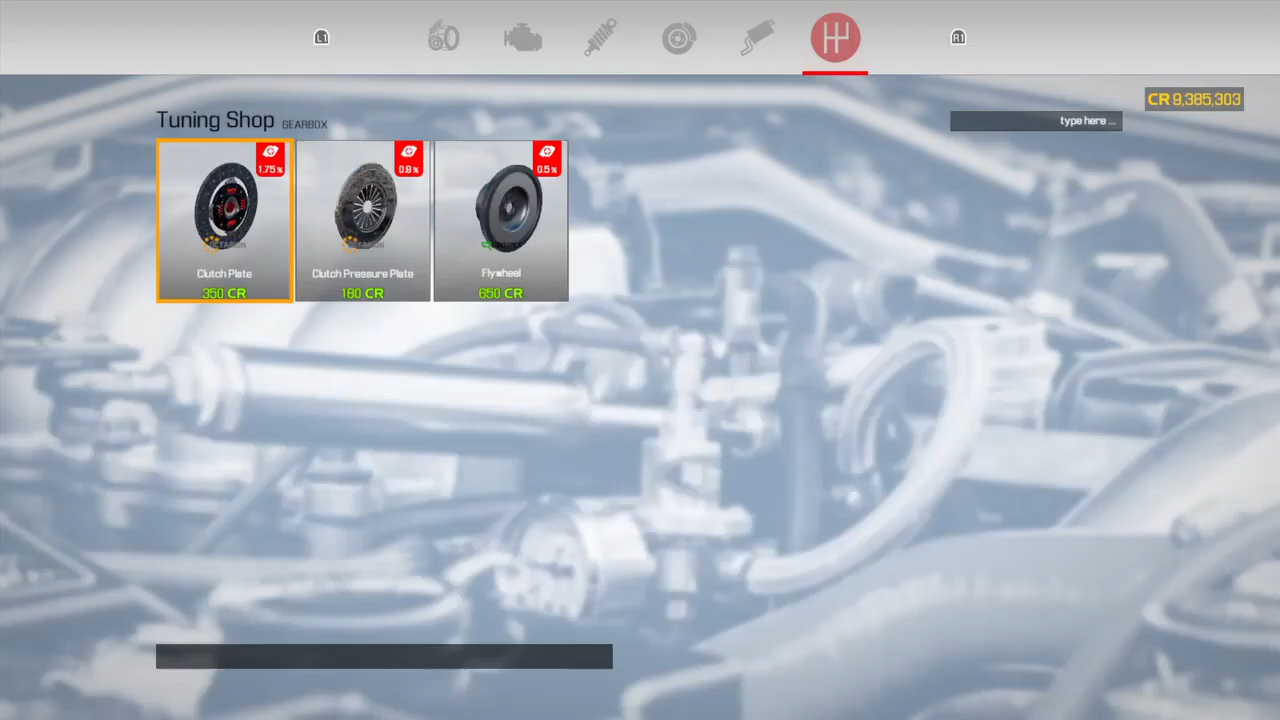 L1
R1
CR 9,385,303
Tuning Shop GEARBOX
type here ...
1.75 %
0.9 %
0.5 %
Clutch Plate
Clutch Pressure Plate
Flywheel
350 CR
180 CR
650 CR